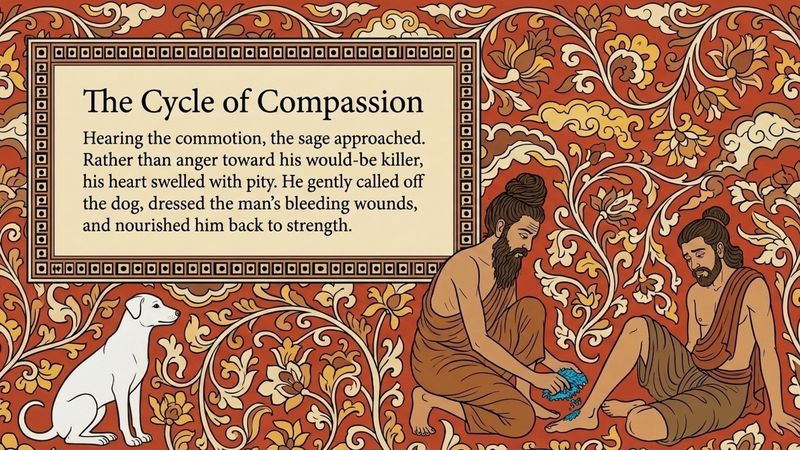 The Cycle of Compassion
Hearing the commotion, the sage approached.
Rather than anger toward his would-be killer,
his heart swelled with pity. He gently called off
the dog, dressed the man’s bleeding wounds,
and nourished him back to strength.